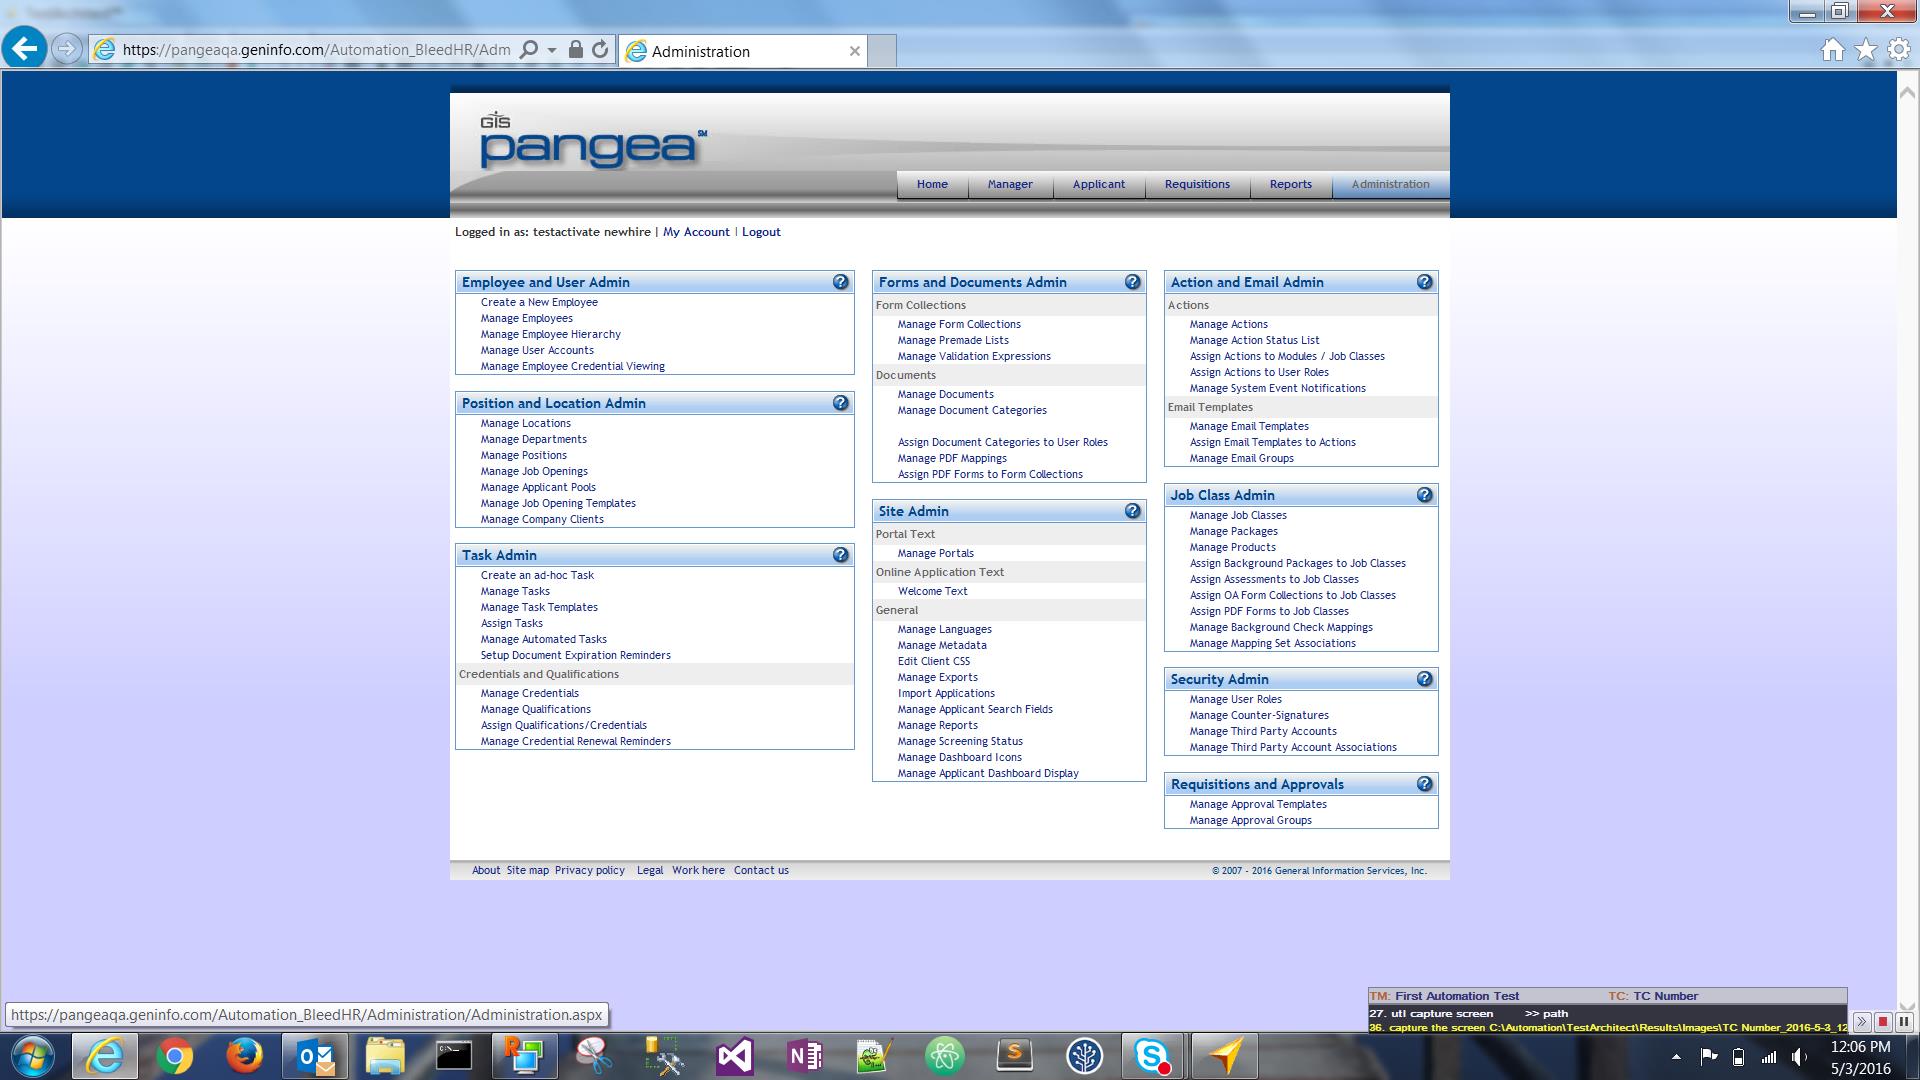 https://pangeaqa.geninfo.com/Automation_BleedHR/Adm
Administration
GIS
pangea SM
Home
Manager
Applicant
Requisitions
Reports
Administration
Logged in as: testactivate newhire | My Account | Logout
Employee and User Admin
Create a New Employee
Manage Employees
Manage Employee Hierarchy
Manage User Accounts
Manage Employee Credential Viewing
Position and Location Admin
Manage Locations
Manage Departments
Manage Positions
Manage Job Openings
Manage Applicant Pools
Manage Job Opening Templates
Manage Company Clients
Task Admin
Create an ad-hoc Task
Manage Tasks
Manage Task Templates
Assign Tasks
Manage Automated Tasks
Setup Document Expiration Reminders
Credentials and Qualifications
Manage Credentials
Manage Qualifications
Assign Qualifications/Credentials
Manage Credential Renewal Reminders
Forms and Documents Admin
Form Collections
Manage Form Collections
Manage Premade Lists
Manage Validation Expressions
Documents
Manage Documents
Manage Document Categories
Assign Document Categories to User Roles
Manage PDF Mappings
Assign PDF Forms to Form Collections
Site Admin
Portal Text
Manage Portals
Online Application Text
Welcome Text
General
Manage Languages
Manage Metadata
Edit Client CSS
Manage Exports
Import Applications
Manage Applicant Search Fields
Manage Reports
Manage Screening Status
Manage Dashboard Icons
Manage Applicant Dashboard Display
Action and Email Admin
Actions
Manage Actions
Manage Action Status List
Assign Actions to Modules / Job Classes
Assign Actions to User Roles
Manage System Event Notifications
Email Templates
Manage Email Templates
Assign Email Templates to Actions
Manage Email Groups
Job Class Admin
Manage Job Classes
Manage Packages
Manage Products
Assign Background Packages to Job Classes
Assign Assessments to Job Classes
Assign OA Form Collections to Job Classes
Assign PDF Forms to Job Classes
Manage Background Check Mappings
Manage Mapping Set Associations
Security Admin
Manage User Roles
Manage Counter-Signatures
Manage Third Party Accounts
Manage Third Party Account Associations
Requisitions and Approvals
Manage Approval Templates
Manage Approval Groups
About Site map Privacy policy Legal Work here Contact us
© 2007 - 2016 General Information Services, Inc.
https://pangeaqa.geninfo.com/Automation_BleedHR/Administration/Administration.aspx
TM: First Automation Test TC: TC Number
27. utl capture screen >> path
36. capture the screen C:\Automation\TestArchitect\Results\Images\TC Number_2016-5-3_12
12:06 PM
5/3/2016